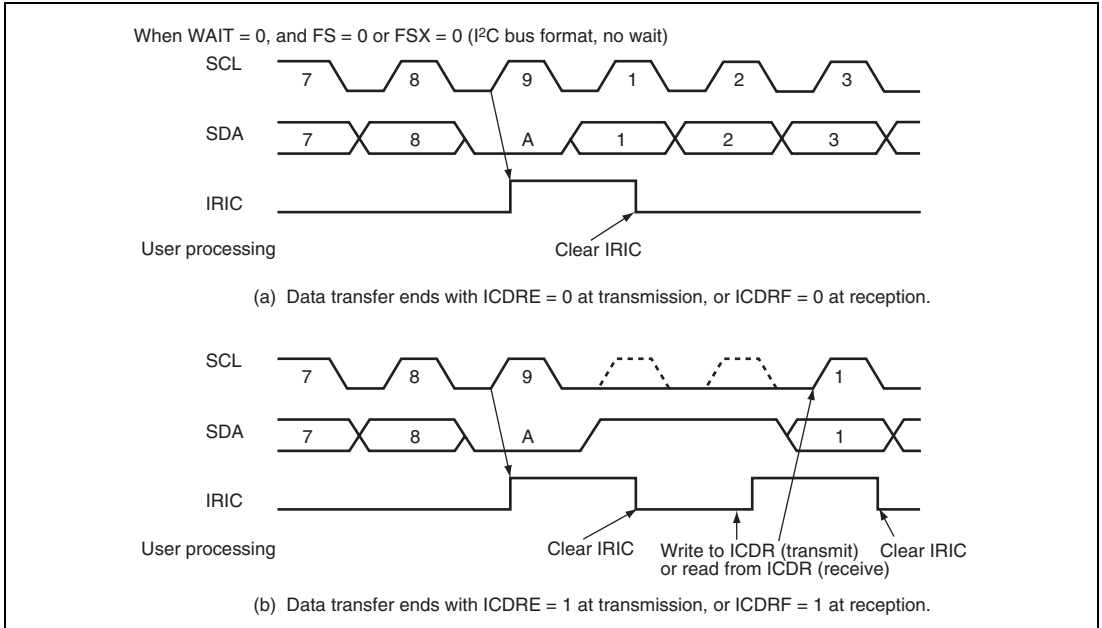 When WAIT = 0, and FS = 0 or FSX = 0 (I²C bus format, no wait)
SCL
7 8 9 1 2 3
SDA
7 8 A 1 2 3
IRIC
User processing
Clear IRIC
(a) Data transfer ends with ICDRE = 0 at transmission, or ICDRF = 0 at reception.
SCL
7 8 9 1
SDA
7 8 A 1
IRIC
User processing
Clear IRIC
Write to ICDR (transmit)
or read from ICDR (receive)
Clear IRIC
(b) Data transfer ends with ICDRE = 1 at transmission, or ICDRF = 1 at reception.